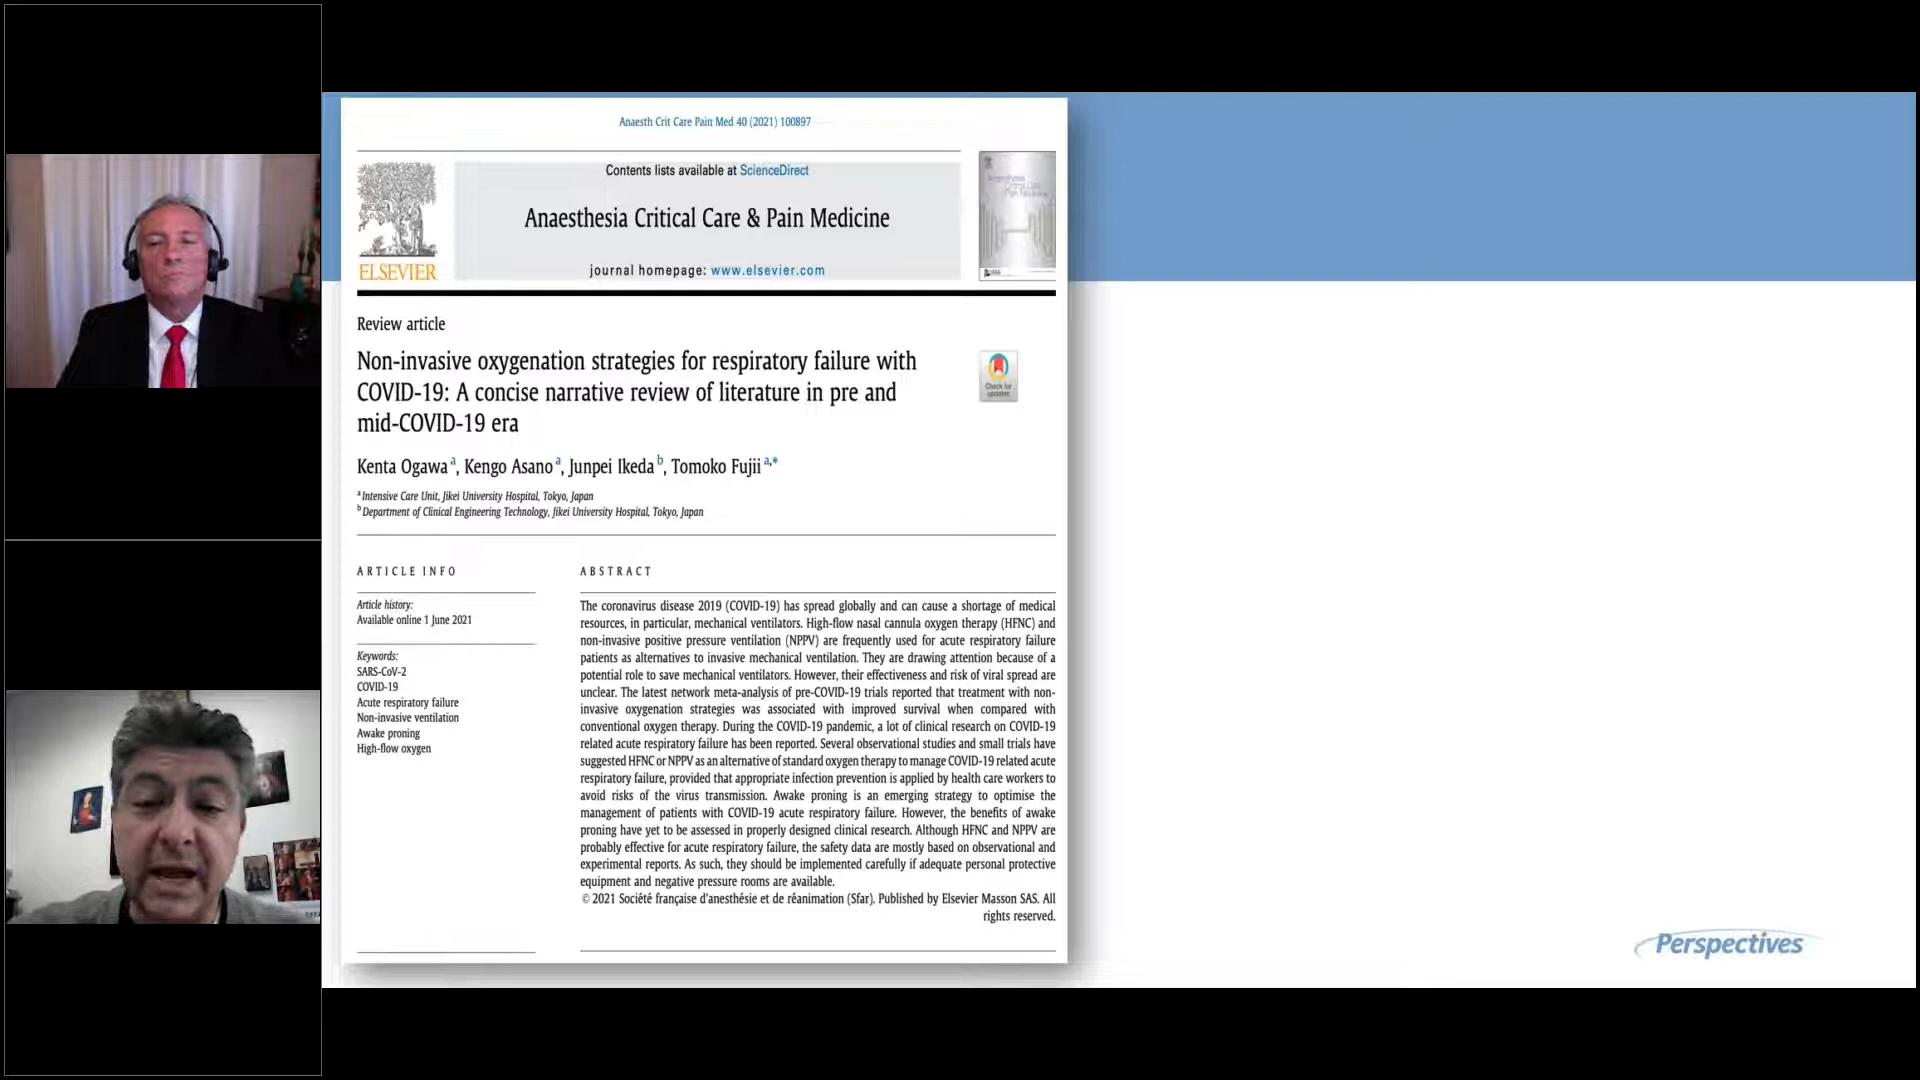 Anaesth Crit Care Pain Med 40 (2021) 100897
Contents lists available at ScienceDirect
Anaesthesia Critical Care & Pain Medicine
journal homepage: www.elsevier.com
ELSEVIER
Review article
Non-invasive oxygenation strategies for respiratory failure with
COVID-19: A concise narrative review of literature in pre and
mid-COVID-19 era
Check for
updates
Kenta Ogawa a, Kengo Asano a, Junpei Ikeda b, Tomoko Fujii a,*
a Intensive Care Unit, Jikei University Hospital, Tokyo, Japan
b Department of Clinical Engineering Technology, Jikei University Hospital, Tokyo, Japan
ARTICLE INFO
Article history:
Available online 1 June 2021
Keywords:
SARS-CoV-2
COVID-19
Acute respiratory failure
Non-invasive ventilation
Awake proning
High-flow oxygen
ABSTRACT
The coronavirus disease 2019 (COVID-19) has spread globally and can cause a shortage of medical
resources, in particular, mechanical ventilators. High-flow nasal cannula oxygen therapy (HFNC) and
non-invasive positive pressure ventilation (NPPV) are frequently used for acute respiratory failure
patients as alternatives to invasive mechanical ventilation. They are drawing attention because of a
potential role to save mechanical ventilators. However, their effectiveness and risk of viral spread are
unclear. The latest network meta-analysis of pre-COVID-19 trials reported that treatment with non-
invasive oxygenation strategies was associated with improved survival when compared with
conventional oxygen therapy. During the COVID-19 pandemic, a lot of clinical research on COVID-19
related acute respiratory failure has been reported. Several observational studies and small trials have
suggested HFNC or NPPV as an alternative of standard oxygen therapy to manage COVID-19 related acute
respiratory failure, provided that appropriate infection prevention is applied by health care workers to
avoid risks of the virus transmission. Awake proning is an emerging strategy to optimise the
management of patients with COVID-19 acute respiratory failure. However, the benefits of awake
proning have yet to be assessed in properly designed clinical research. Although HFNC and NPPV are
probably effective for acute respiratory failure, the safety data are mostly based on observational and
experimental reports. As such, they should be implemented carefully if adequate personal protective
equipment and negative pressure rooms are available.
© 2021 Société française d'anesthésie et de réanimation (Sfar). Published by Elsevier Masson SAS. All
rights reserved.
Perspectives